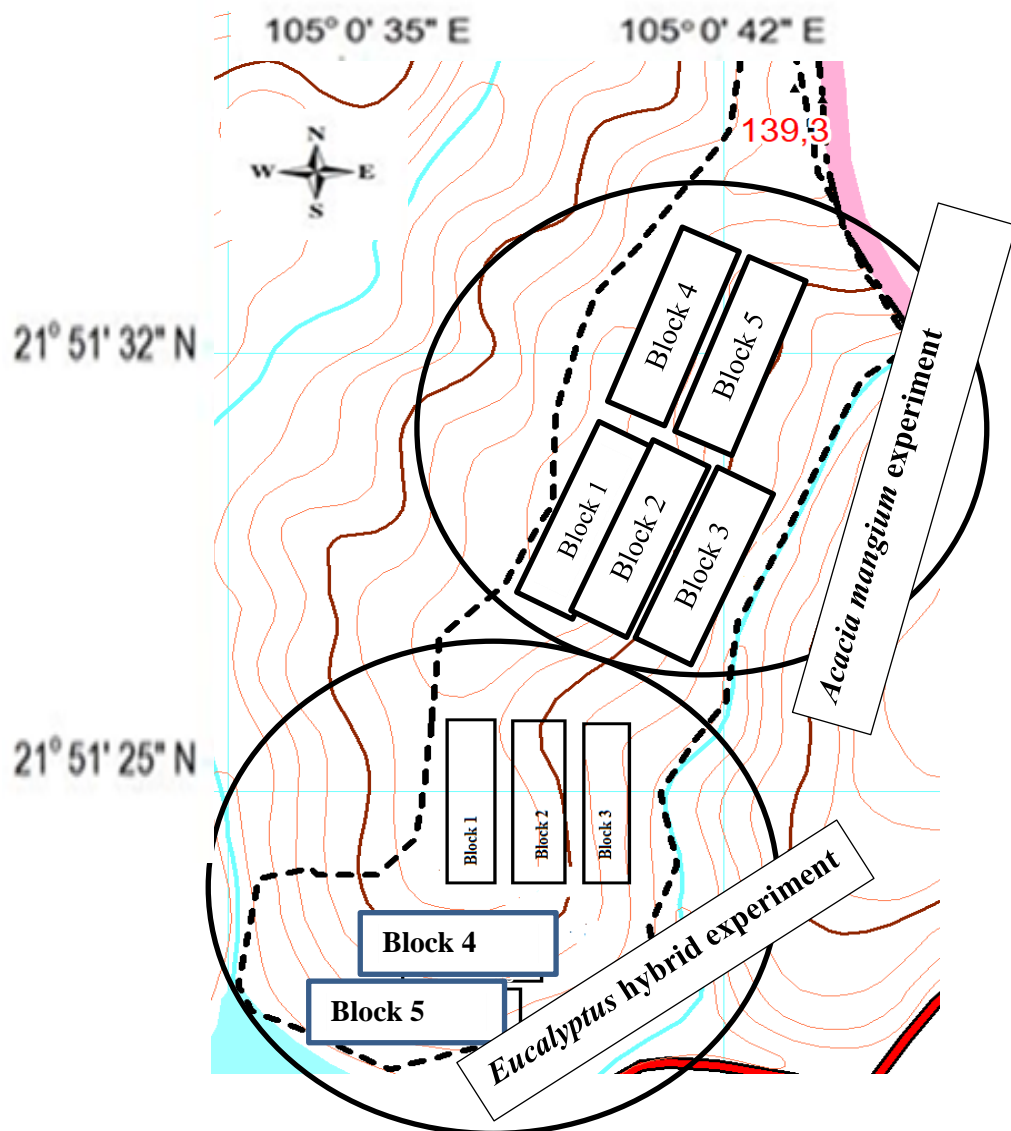 105° 0' 35" E
105° 0' 42" E
139,3
N
W
E
S
21° 51' 32" N
Block 4
Block 5
Block 1
Block 2
Block 3
Acacia mangium experiment
21° 51' 25" N
Block 1
Block 2
Block 3
Block 4
Block 5
Eucalyptus hybrid experiment